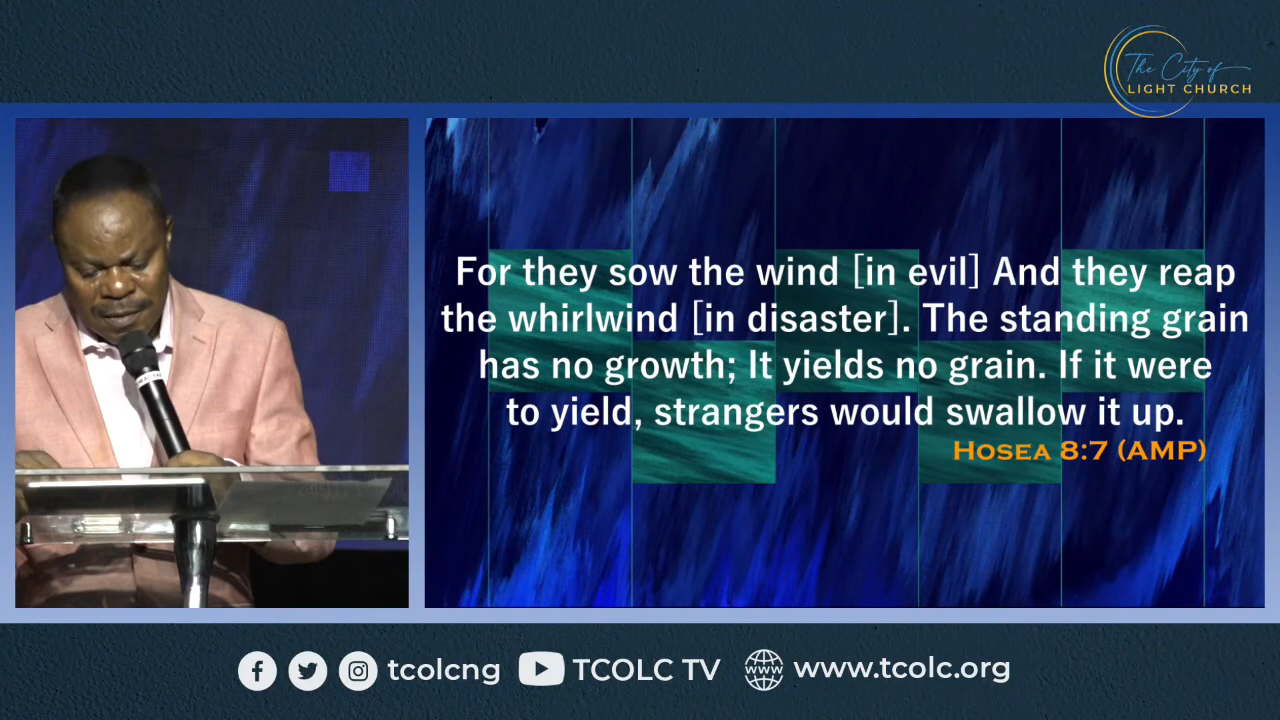 The City of
LIGHT CHURCH
For they sow the wind [in evil] And they reap
the whirlwind [in disaster]. The standing grain
has no growth; It yields no grain. If it were
to yield, strangers would swallow it up.
HOSEA 8:7 (AMP)
tcolcng TCOLC TV www www.tcolc.org